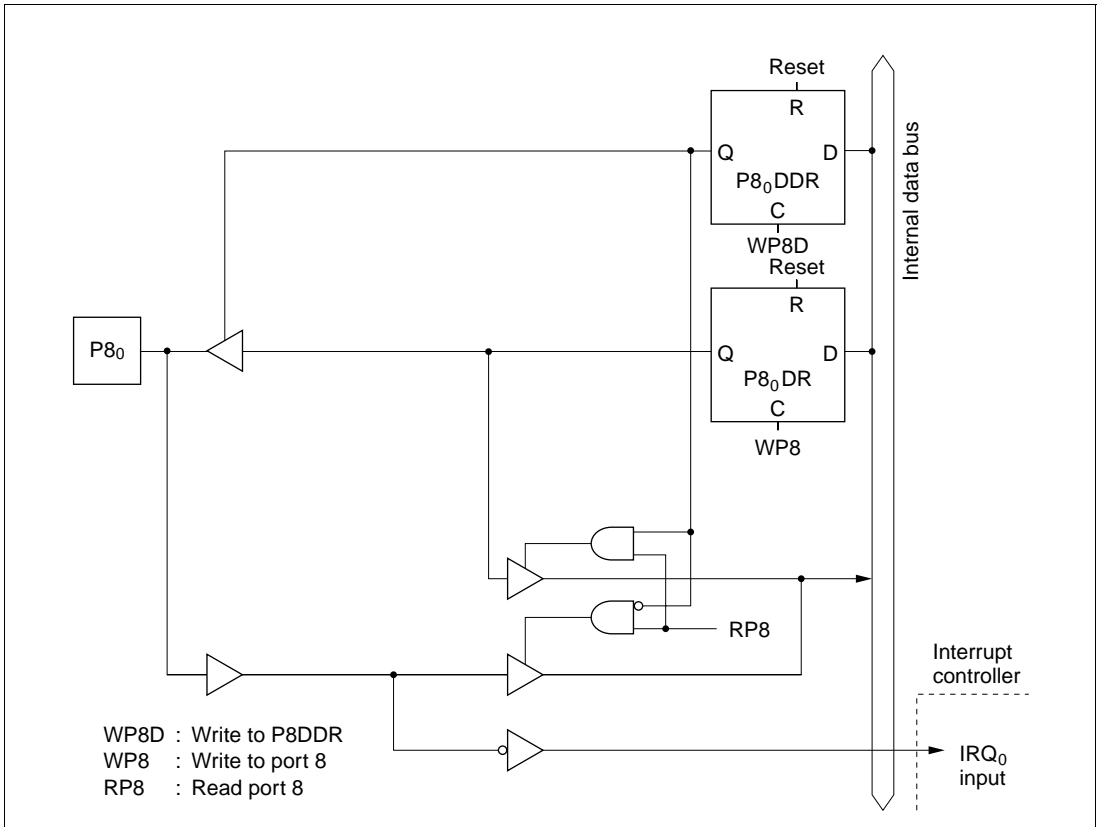 Reset
R
Q D
P8₀DDR
C
WP8D
Reset
R
Q D
P8₀DR
C
WP8
Internal data bus
P8₀
RP8
Interrupt
controller
IRQ₀
input
WP8D : Write to P8DDR
WP8 : Write to port 8
RP8 : Read port 8